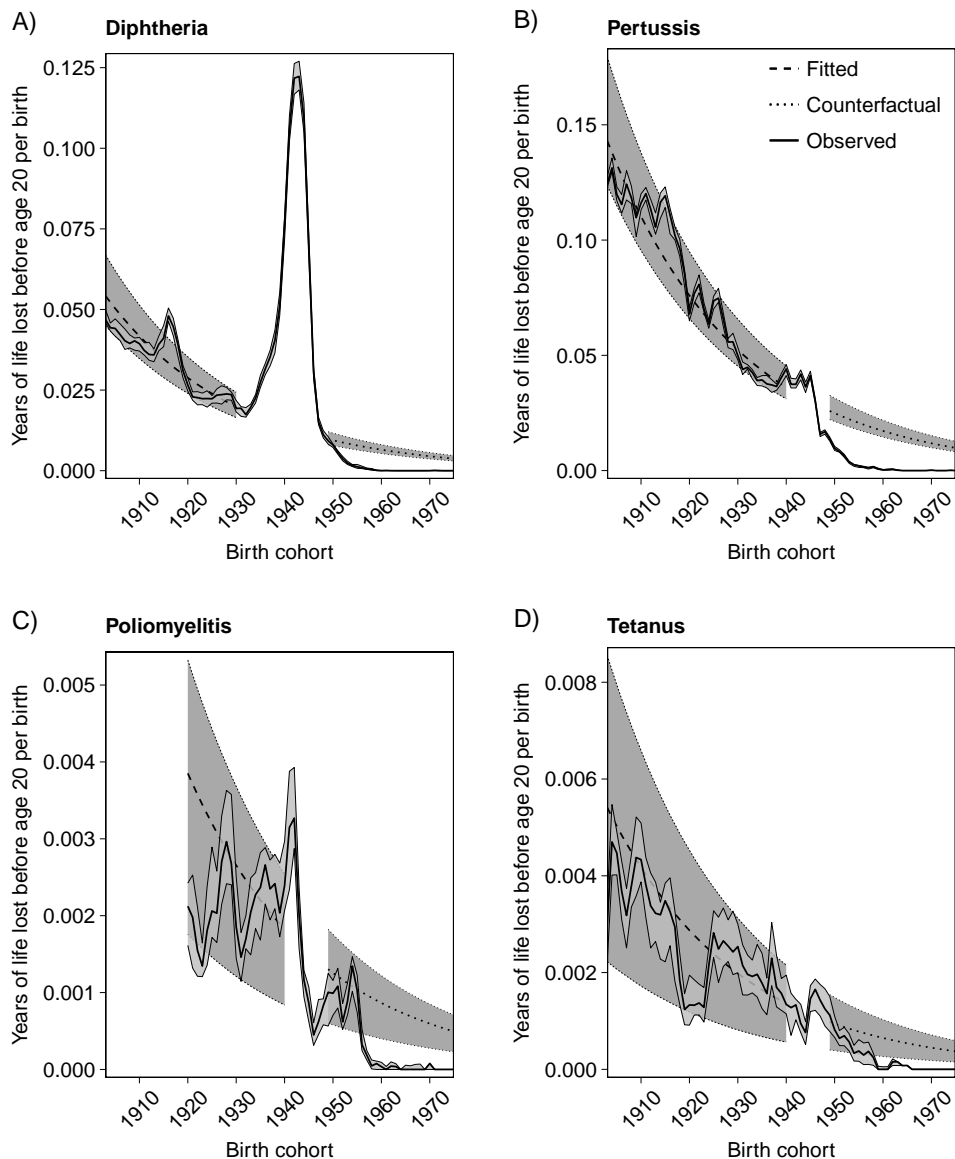 A)
Diphtheria
Years of life lost before age 20 per birth
0.125
0.100
0.075
0.050
0.025
0.000
1910
1920
1930
1940
1950
1960
1970
Birth cohort
B)
Pertussis
Years of life lost before age 20 per birth
0.15
0.10
0.05
0.00
Fitted
Counterfactual
Observed
1910
1920
1930
1940
1950
1960
1970
Birth cohort
C)
Poliomyelitis
Years of life lost before age 20 per birth
0.005
0.004
0.003
0.002
0.001
0.000
1910
1920
1930
1940
1950
1960
1970
Birth cohort
D)
Tetanus
Years of life lost before age 20 per birth
0.008
0.006
0.004
0.002
0.000
1910
1920
1930
1940
1950
1960
1970
Birth cohort